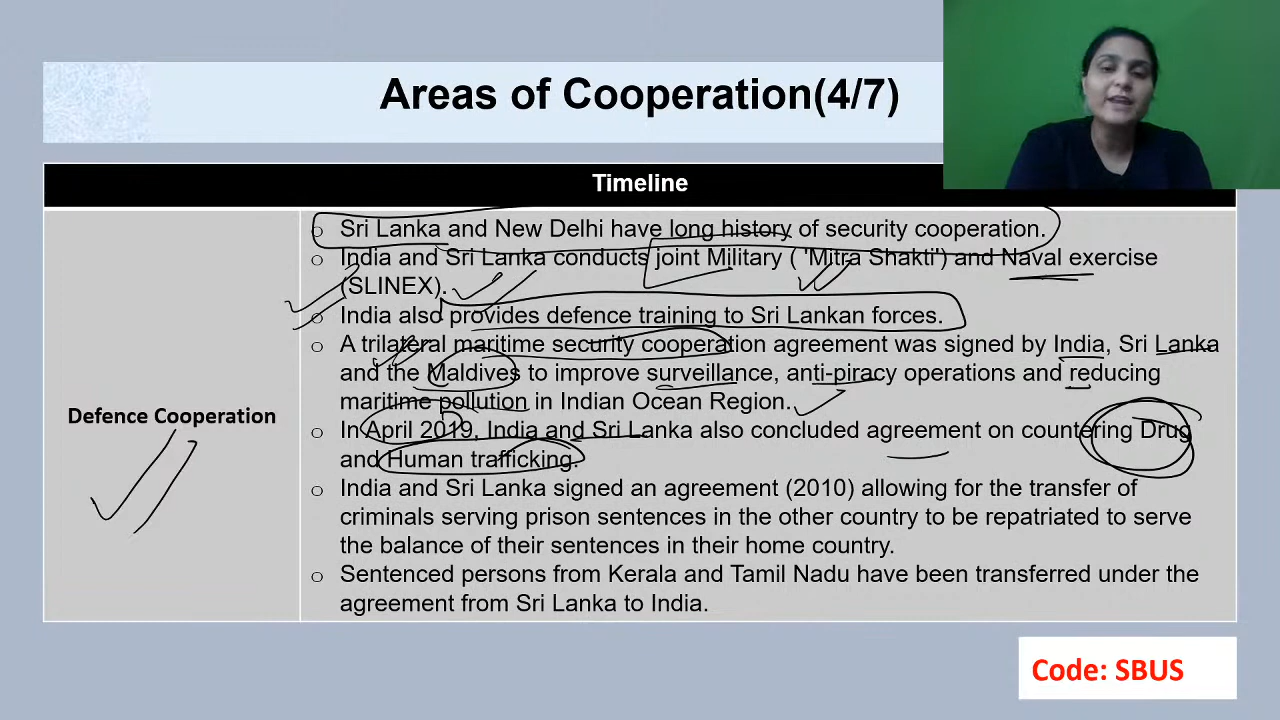 Areas of Cooperation(4/7)
Timeline
Defence Cooperation
o Sri Lanka and New Delhi have long history of security cooperation.
o India and Sri Lanka conducts joint Military ( 'Mitra Shakti') and Naval exercise
(SLINEX).
o India also provides defence training to Sri Lankan forces.
o A trilateral maritime security cooperation agreement was signed by India, Sri Lanka
and the Maldives to improve surveillance, anti-piracy operations and reducing
maritime pollution in Indian Ocean Region.
o In April 2019, India and Sri Lanka also concluded agreement on countering Drug
and Human trafficking.
o India and Sri Lanka signed an agreement (2010) allowing for the transfer of
criminals serving prison sentences in the other country to be repatriated to serve
the balance of their sentences in their home country.
o Sentenced persons from Kerala and Tamil Nadu have been transferred under the
agreement from Sri Lanka to India.
Code: SBUS